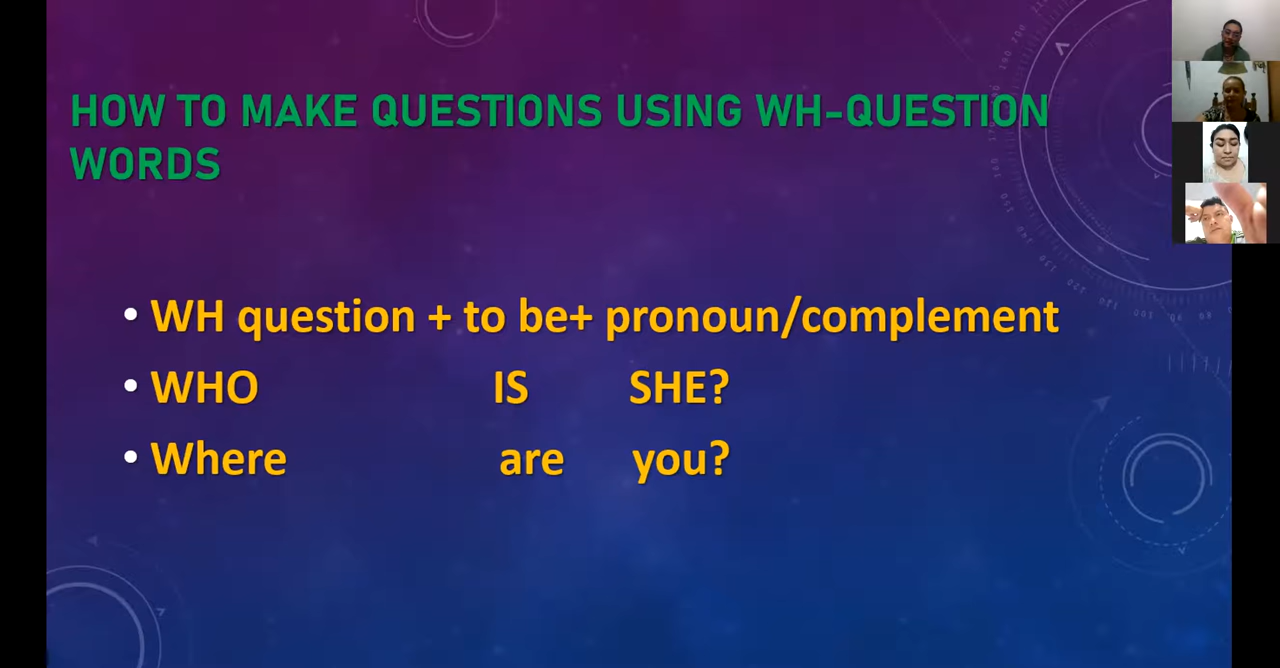 HOW TO MAKE QUESTIONS USING WH-QUESTION
WORDS
• WH question + to be+ pronoun/complement
• WHO IS SHE?
• Where are you?